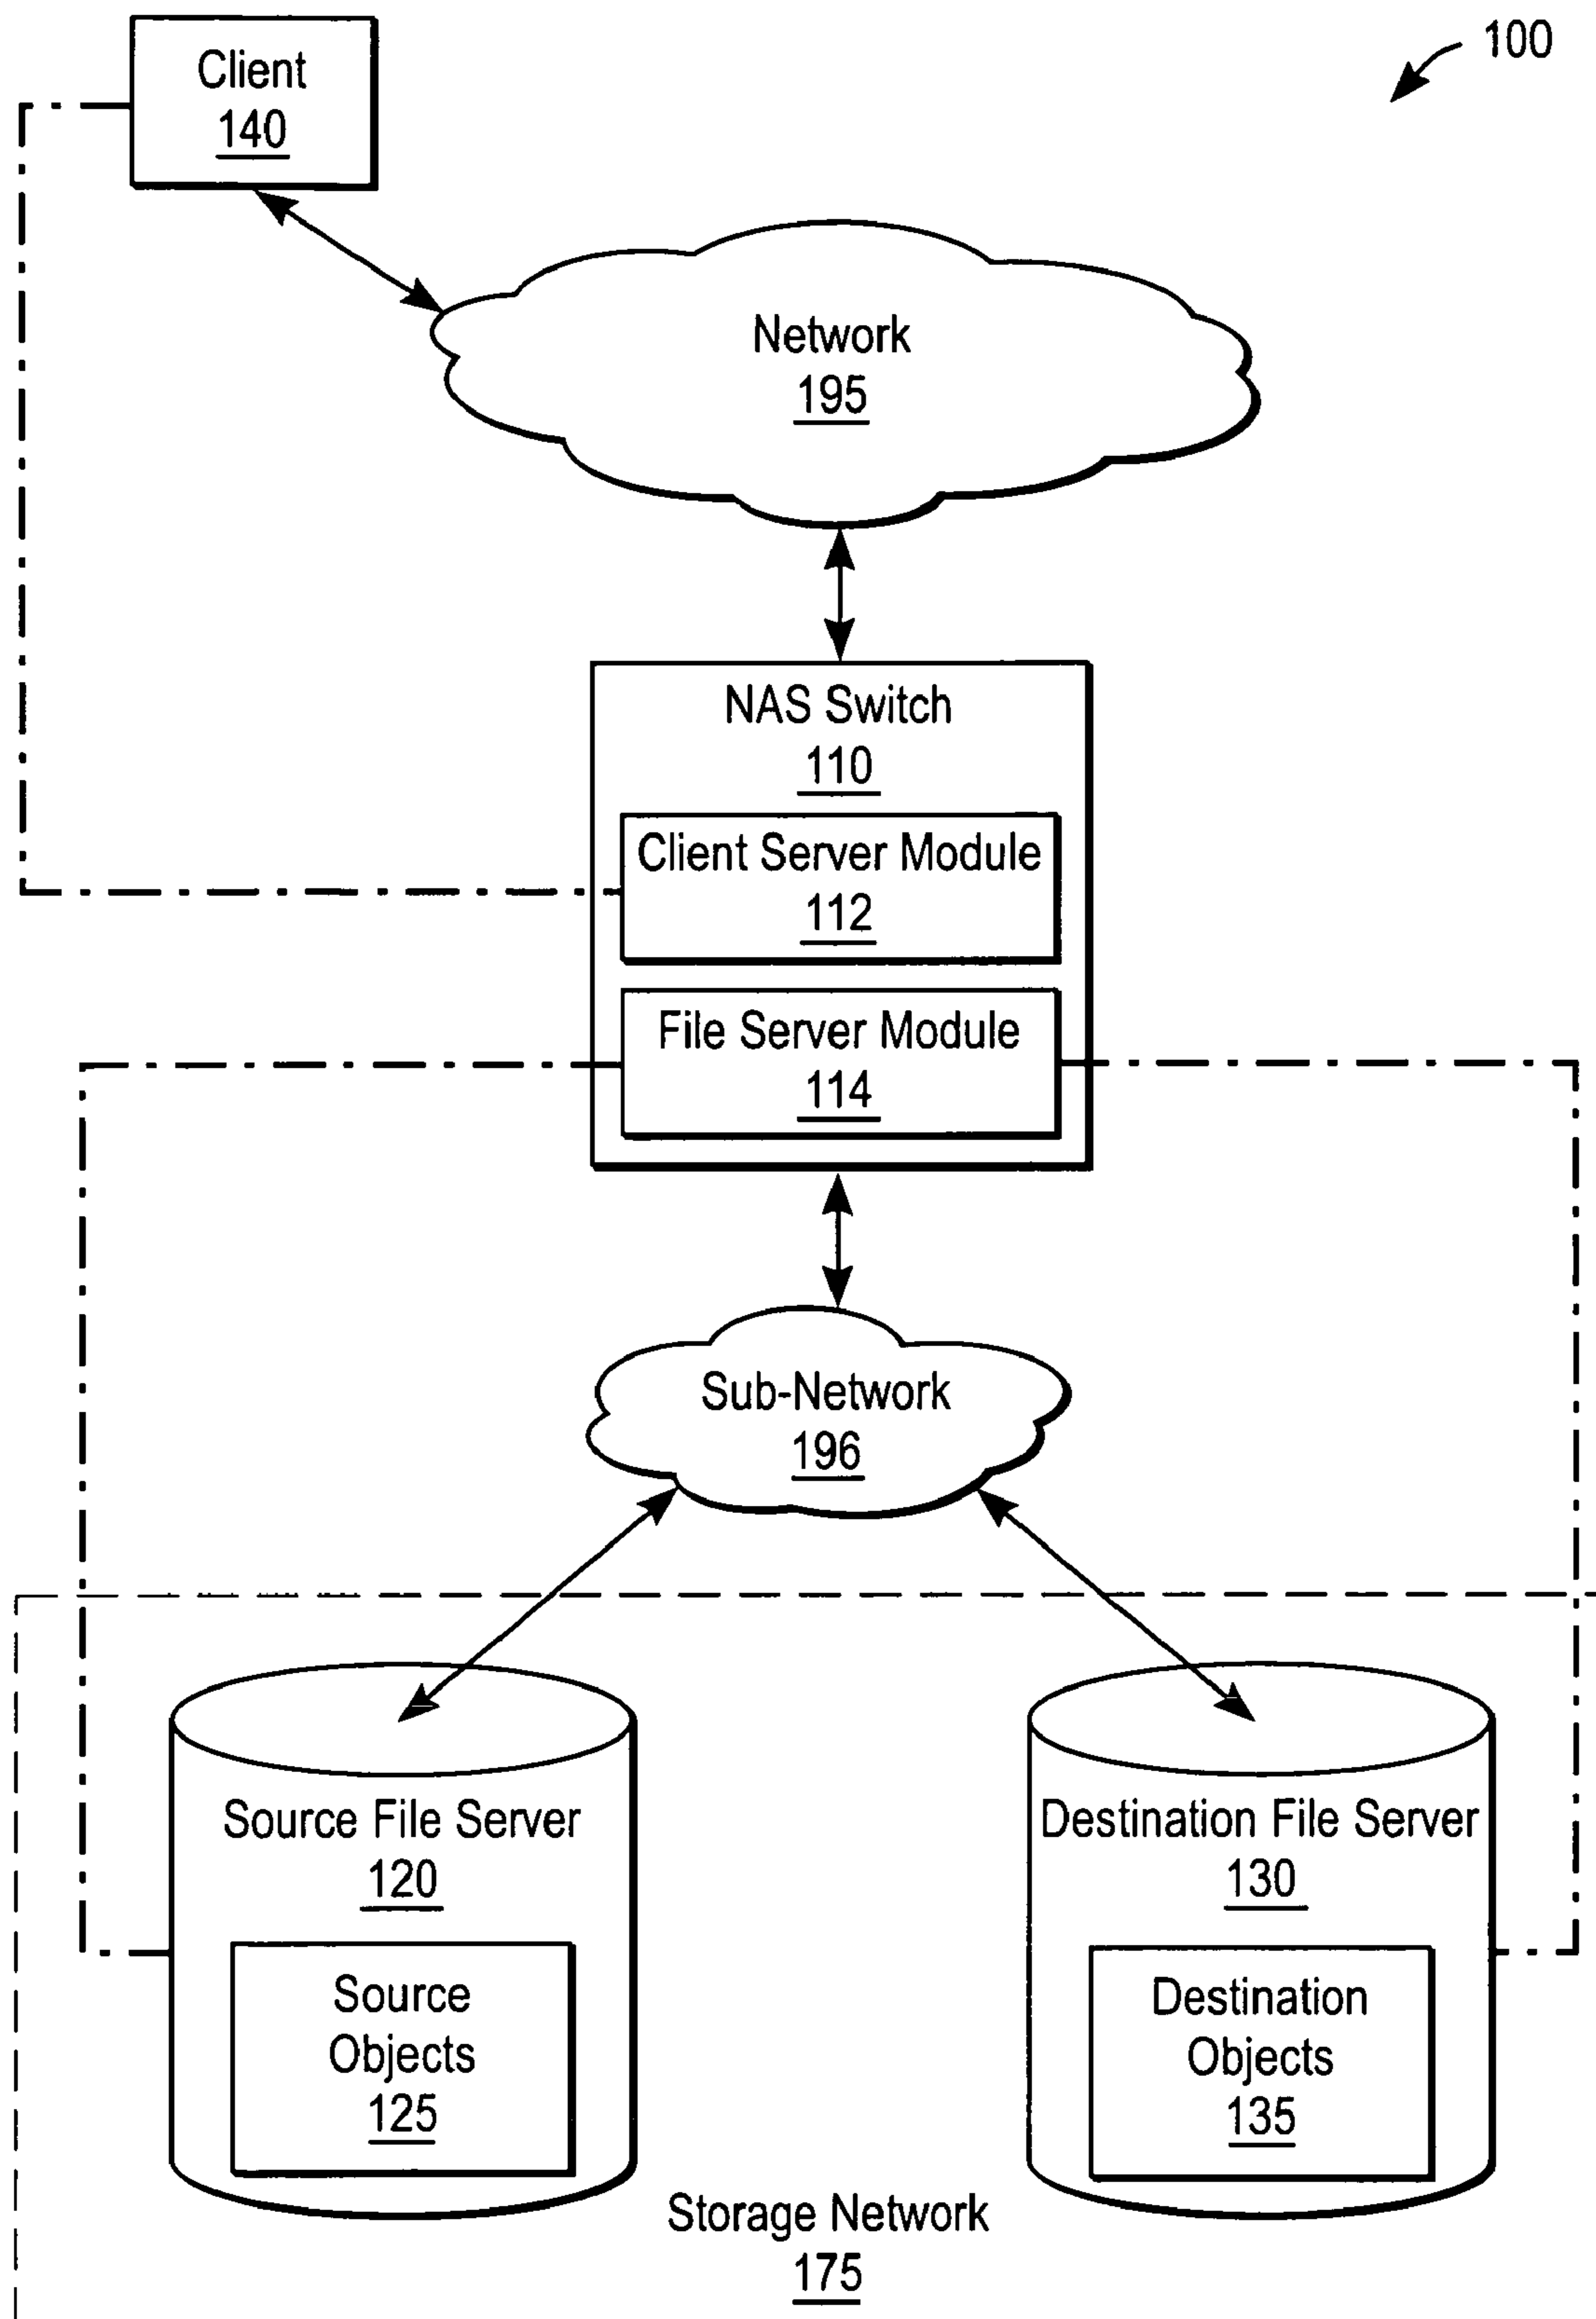 100
Client
140
Network
195
NAS Switch
110
Client Server Module
112
File Server Module
114
Sub-Network
196
Source File Server
120
Source
Objects
125
Destination File Server
130
Destination
Objects
135
Storage Network
175